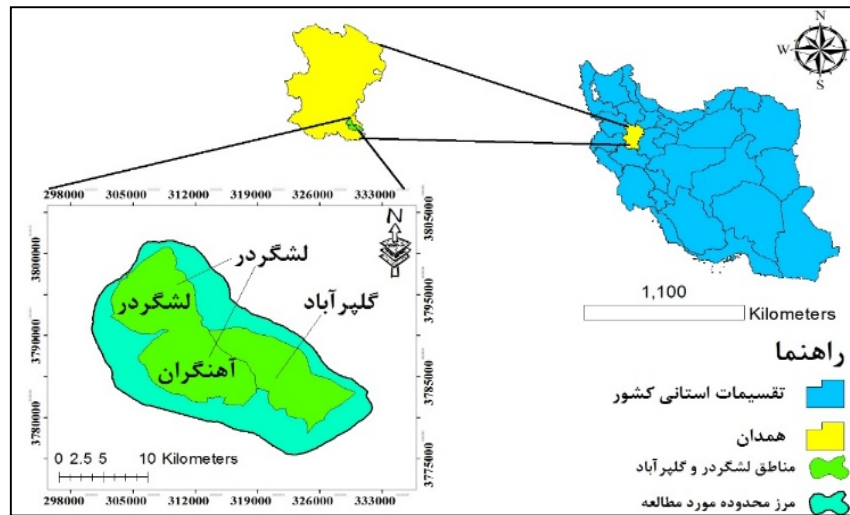 N
W
S
298000 305000 312000 319000 326000 333000
3805000
3800000
3795000
3790000
3785000
3780000
3775000
N
لشگردر
لشگردر
گلپرآباد
آهنگران
0 2.5 5 10 Kilometers
298000 305000 312000 319000 326000 333000
1,100
Kilometers
راهنما
تقسیمات استانی کشور
همدان
مناطق لشگردر و گلپرآباد
مرز محدوده مورد مطالعه